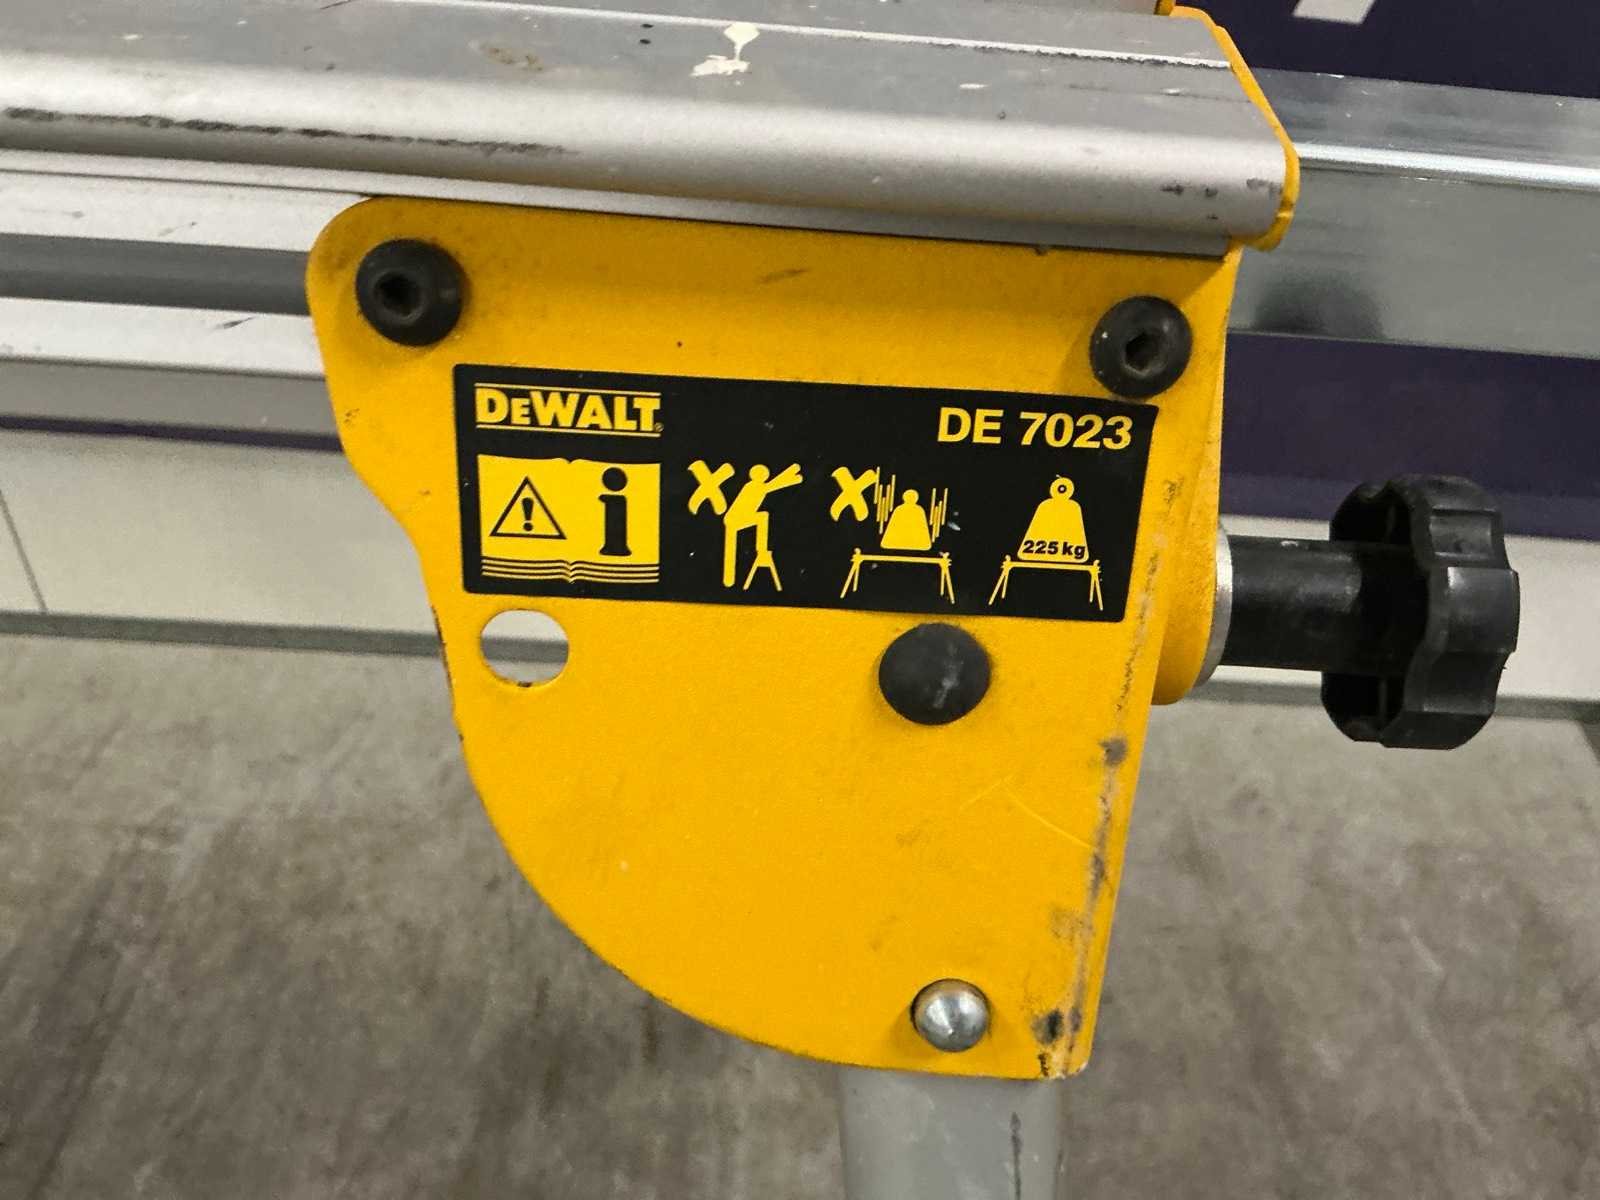 DEWALT®
DE 7023
! i
225 kg